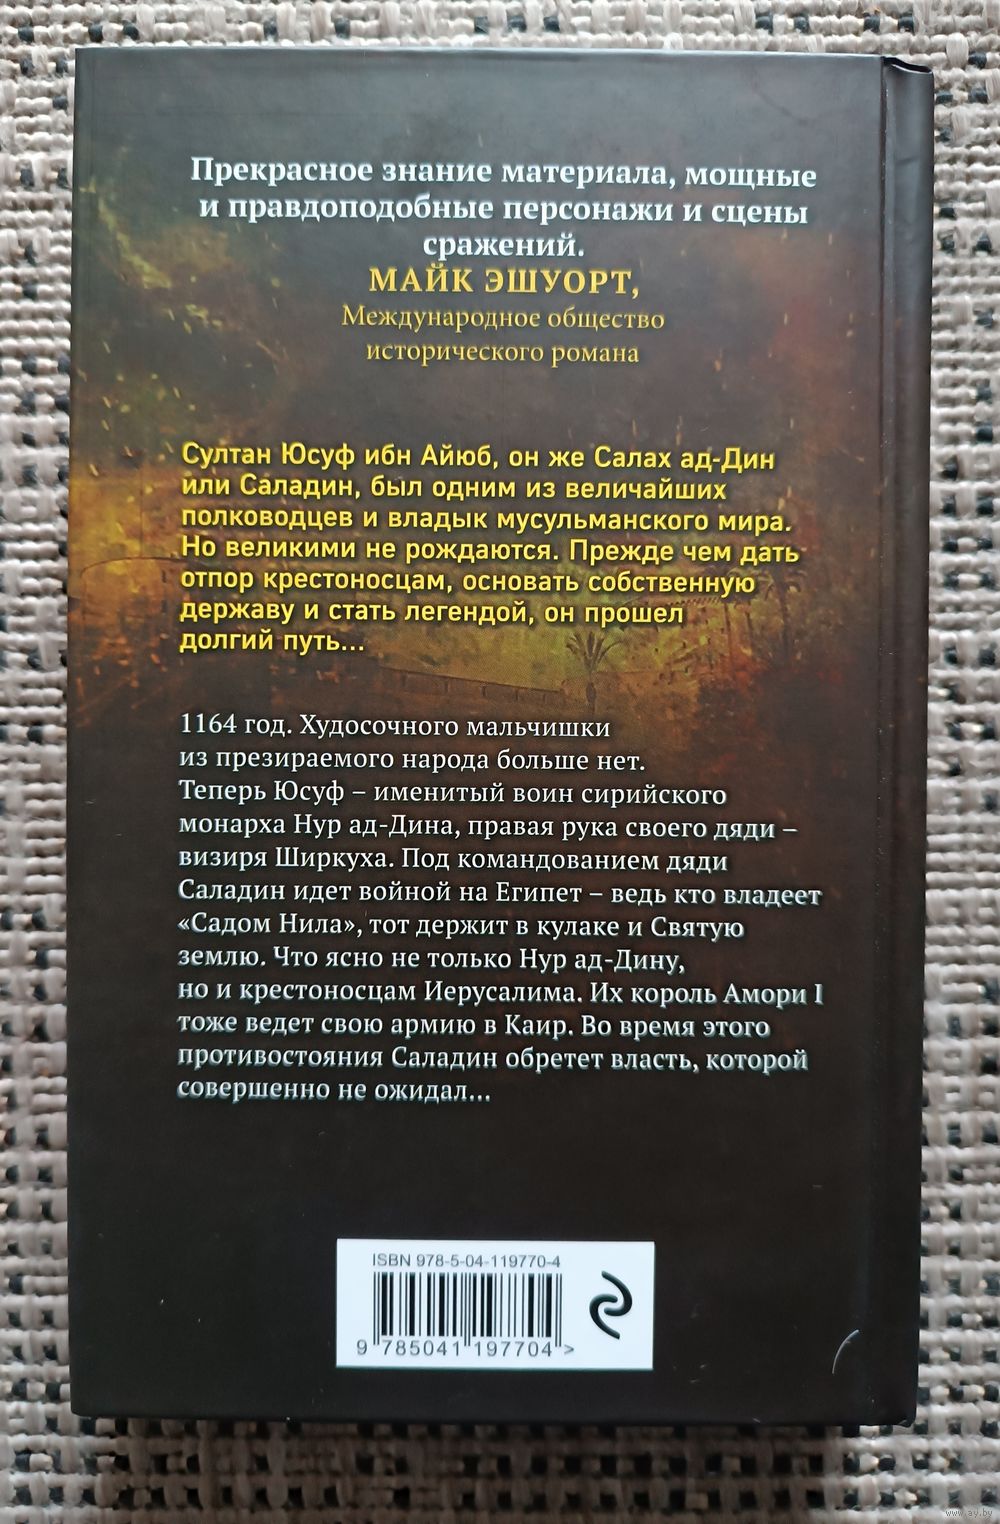 Прекрасное знание материала, мощные
и правдоподобные персонажи и сцены
сражений.
МАЙК ЭШУОРТ,
Международное общество
исторического романа
Султан Юсуф ибн Айюб, он же Салах ад-Дин
или Саладин, был одним из величайших
полководцев и владык мусульманского мира.
Но великими не рождаются. Прежде чем дать
отпор крестоносцам, основать собственную
державу и стать легендой, он прошел
долгий путь...
1164 год. Худосочного мальчишки
из презираемого народа больше нет.
Теперь Юсуф – именитый воин сирийского
монарха Нур ад-Дина, правая рука своего дяди –
визиря Ширкуха. Под командованием дяди
Саладин идет войной на Египет – ведь кто владеет
«Садом Нила», тот держит в кулаке и Святую
землю. Что ясно не только Нур ад-Дину,
но и крестоносцам Иерусалима. Их король Амори I
тоже ведет свою армию в Каир. Во время этого
противостояния Саладин обретет власть, которой
совершенно не ожидал...
ISBN 978-5-04-119770-4
9 785041 197704 >
www.ay.by